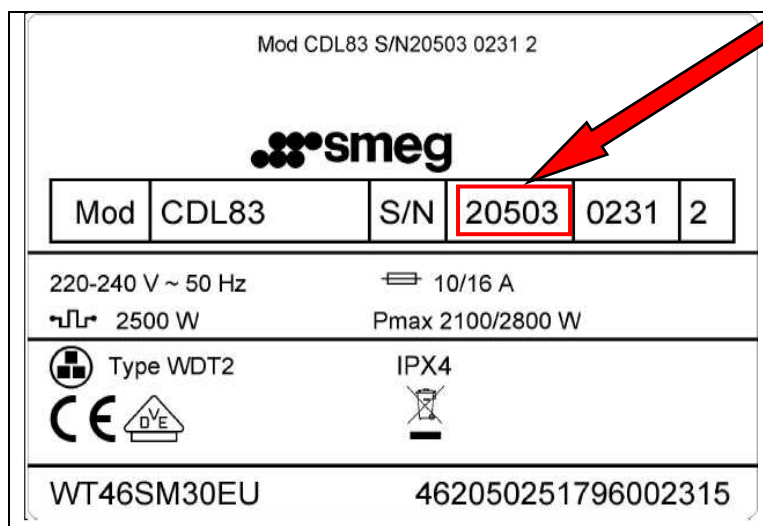 Mod CDL83 S/N20503 0231 2
smeg
Mod CDL83 S/N 20503 0231 2
220-240 V ~ 50 Hz 10/16 A
2500 W Pmax 2100/2800 W
Type WDT2 IPX4
CE DVE
WT46SM30EU 462050251796002315